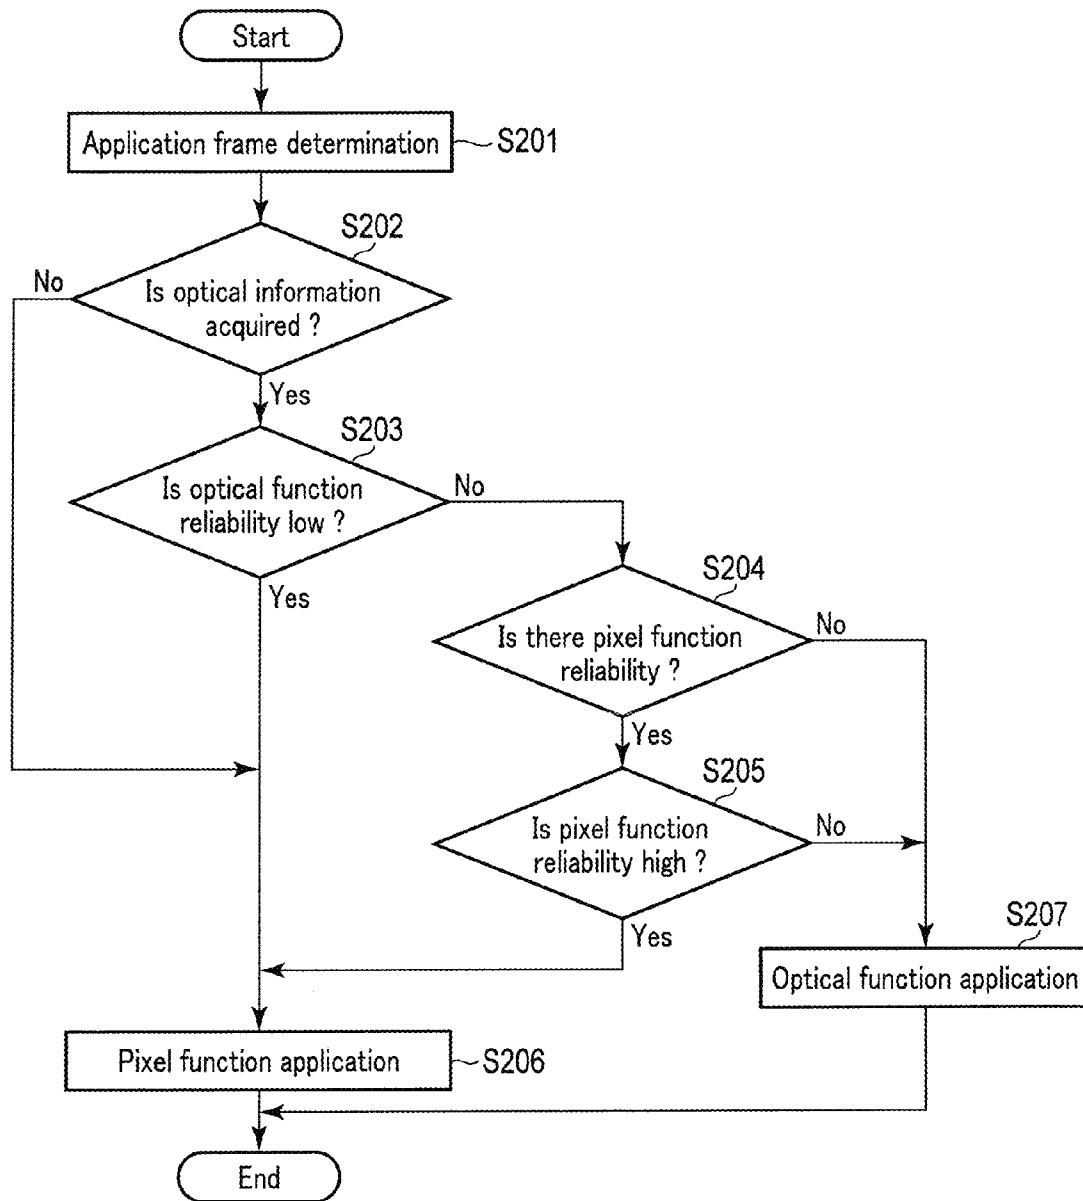 Start
Application frame determination
S201
S202
No
Is optical information
acquired ?
Yes
S203
Is optical function
reliability low ?
No
Yes
S204
Is there pixel function
reliability ?
No
Yes
S205
Is pixel function
reliability high ?
No
Yes
S207
Optical function application
Pixel function application
S206
End